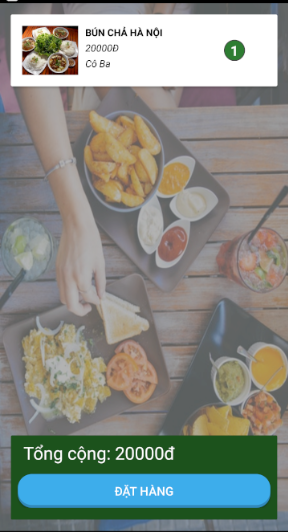 BÚN CHẢ HÀ NỘI
20000Đ
Cô Ba
1
Tổng cộng: 20000đ
ĐẶT HÀNG